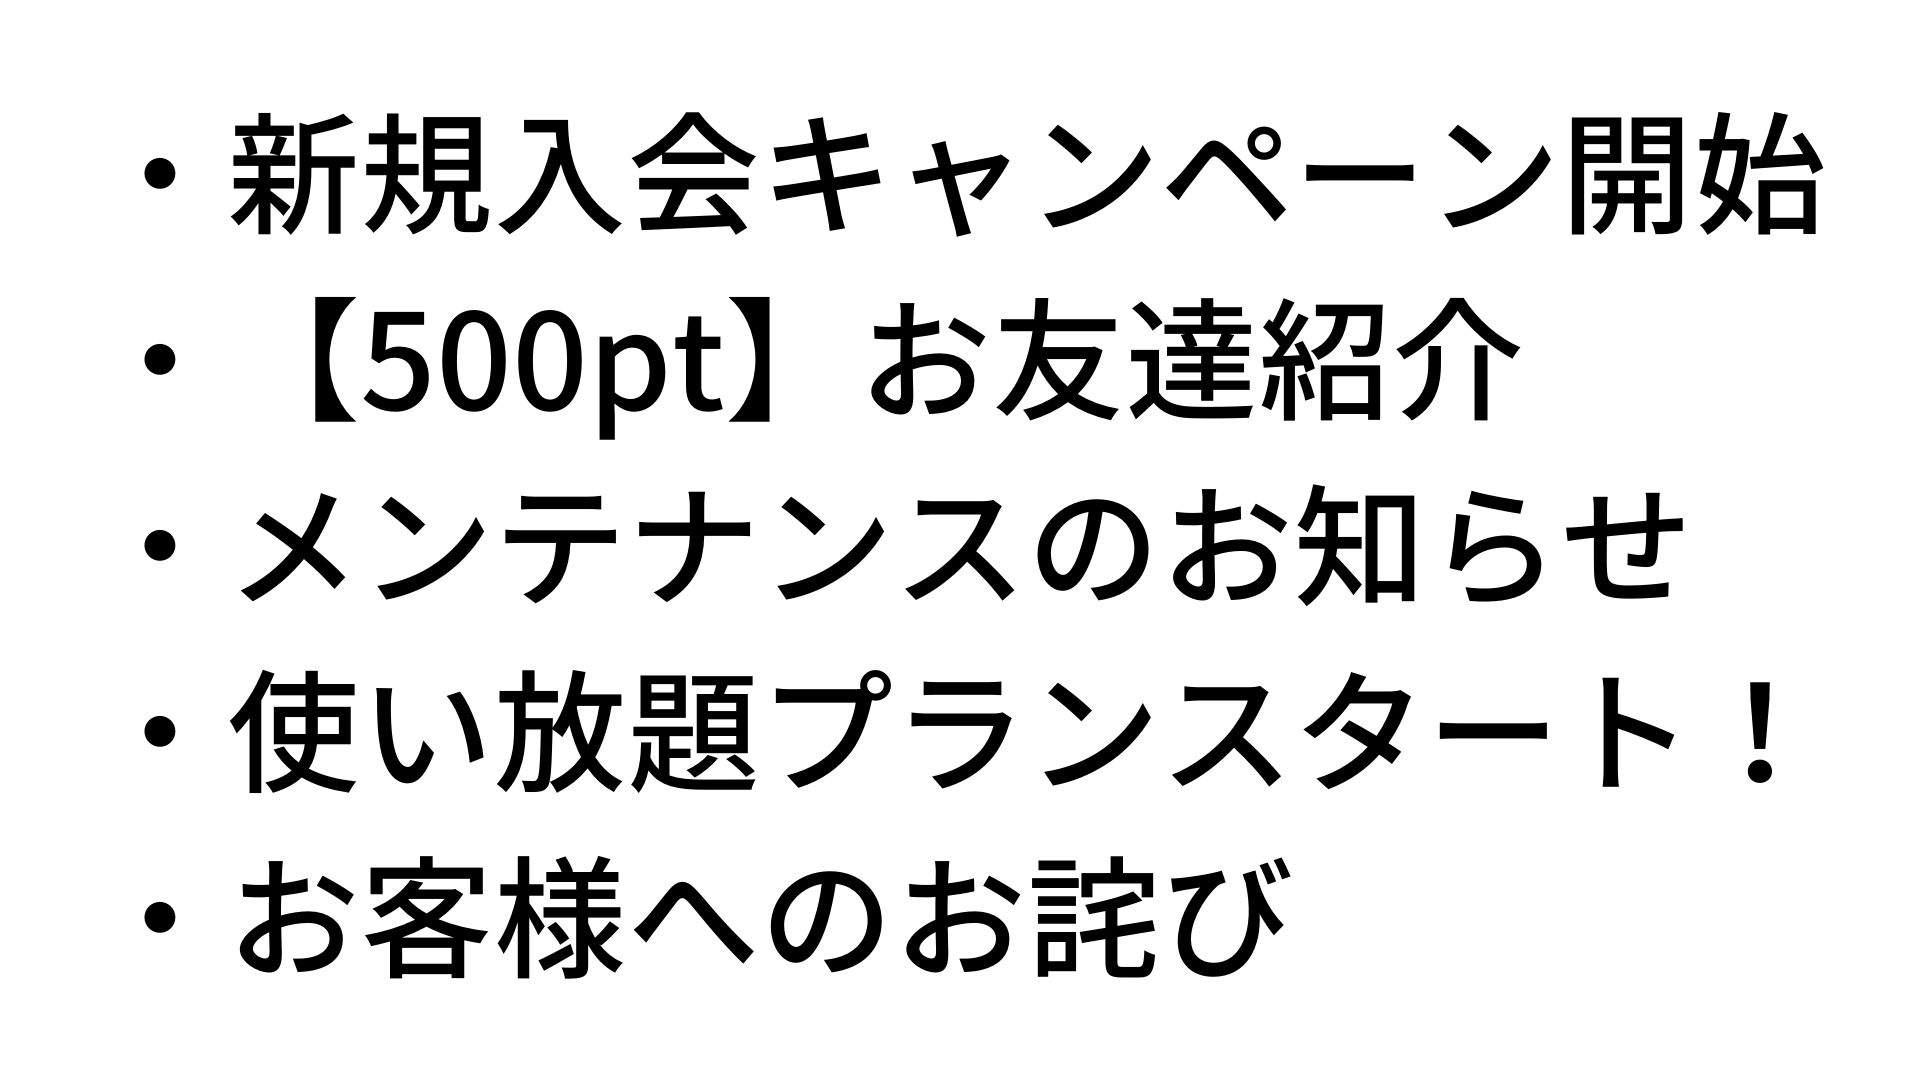 ・新規入会キャンペーン開始
・【500pt】お友達紹介
・メンテナンスのお知らせ
・使い放題プランスタート！
・お客様へのお詫び